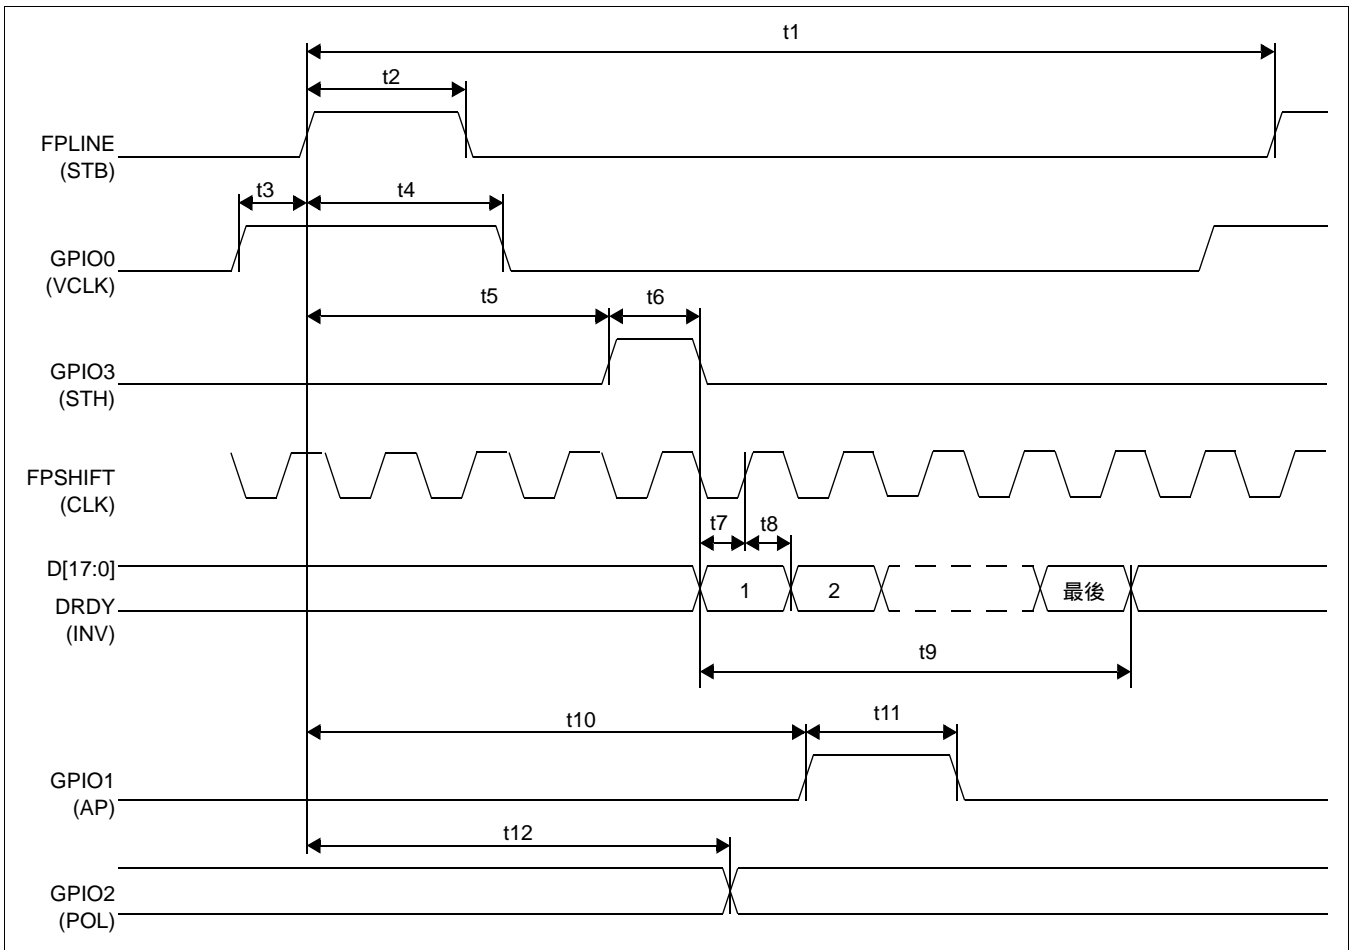 t1
t2
FPLINE
(STB)
t3
t4
GPIO0
(VCLK)
t5
t6
GPIO3
(STH)
FPSHIFT
(CLK)
t7
t8
D[17:0]
1
2
最後
DRDY
(INV)
t9
t10
t11
GPIO1
(AP)
t12
GPIO2
(POL)